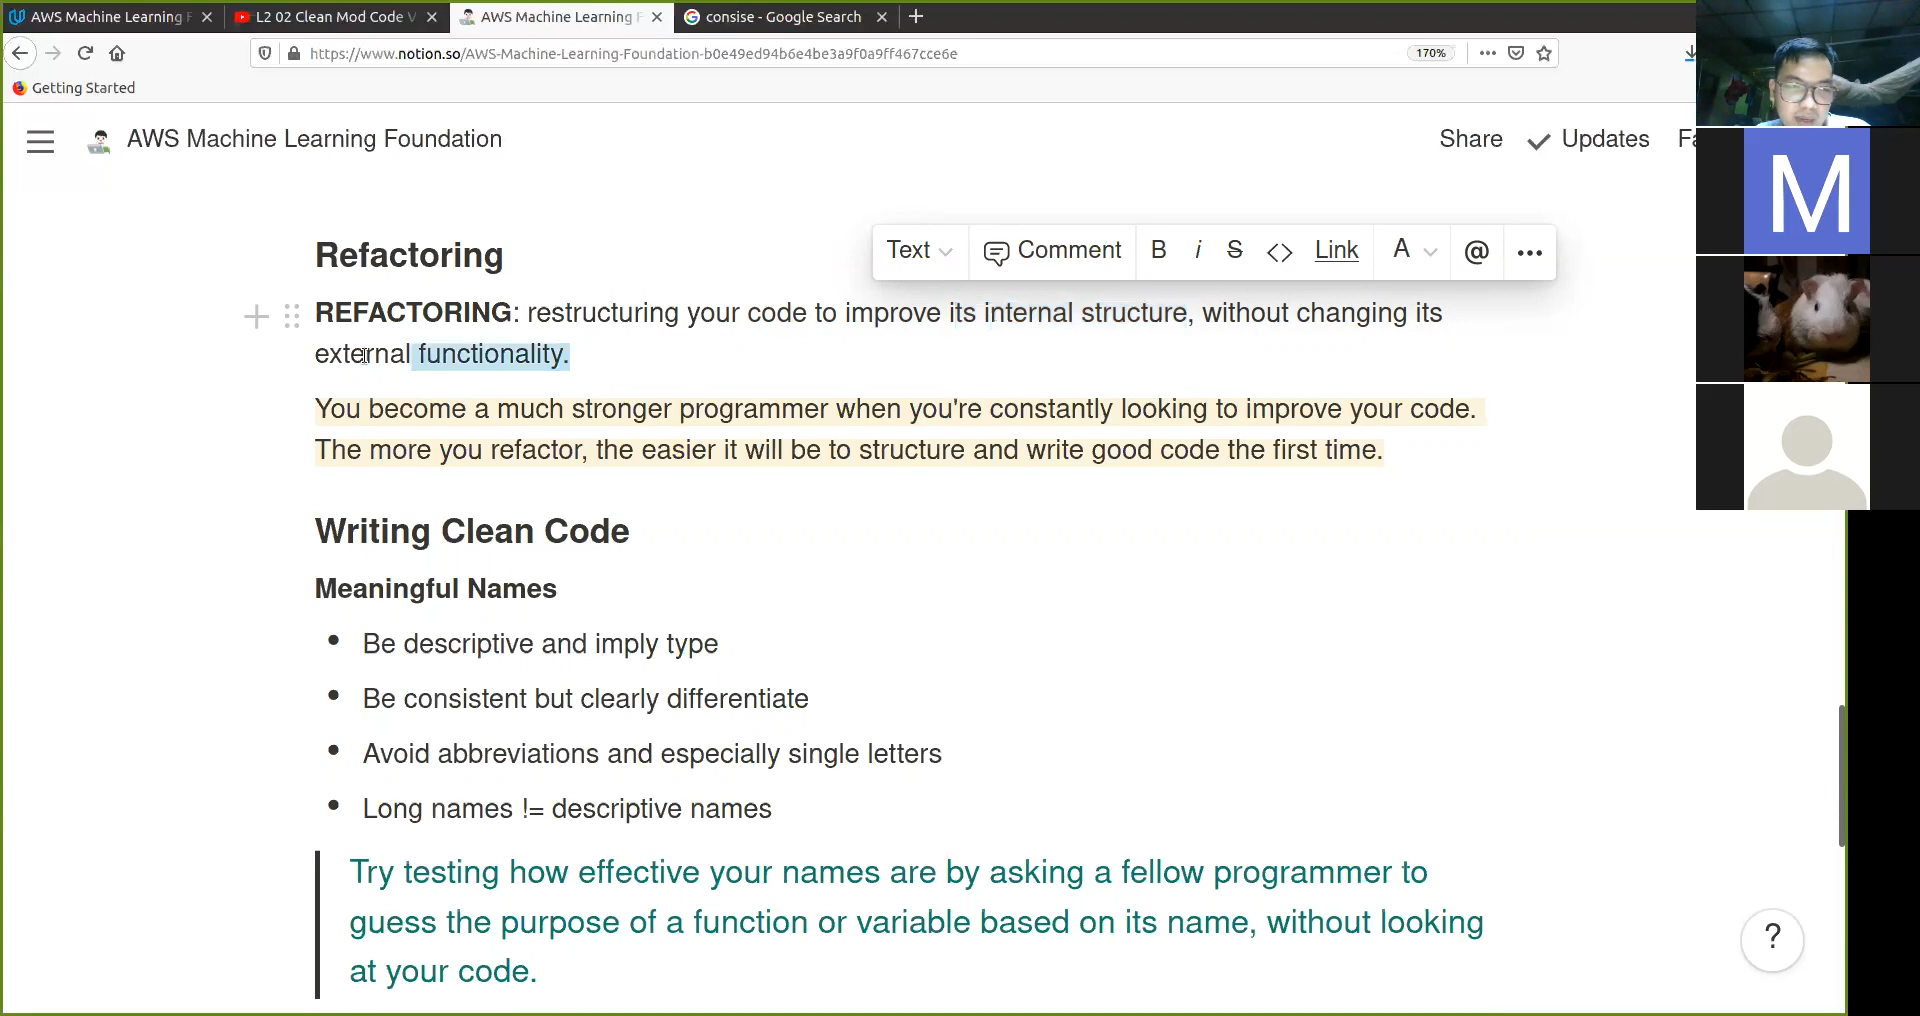 AWS Machine Learning F
L2 02 Clean Mod Code V
AWS Machine Learning F
consise - Google Search
https://www.notion.so/AWS-Machine-Learning-Foundation-b0e49ed94b6e4be3a9f0a9ff467cce6e
170%
Getting Started
AWS Machine Learning Foundation
Share
Updates
Fa
M
Refactoring
Text
Comment
B
i
S
<>
Link
A
@
REFACTORING: restructuring your code to improve its internal structure, without changing its
external functionality.
You become a much stronger programmer when you're constantly looking to improve your code.
The more you refactor, the easier it will be to structure and write good code the first time.
Writing Clean Code
Meaningful Names
• Be descriptive and imply type
• Be consistent but clearly differentiate
• Avoid abbreviations and especially single letters
• Long names != descriptive names
Try testing how effective your names are by asking a fellow programmer to
guess the purpose of a function or variable based on its name, without looking
at your code.
?